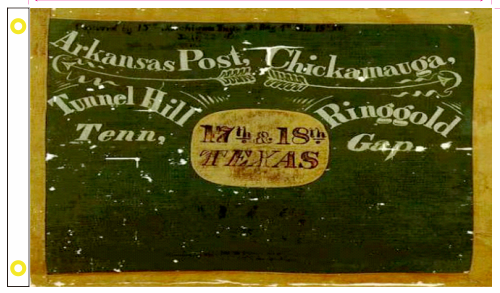 Arkansas Post, Chickamauga,
Tunnel Hill Ringgold
Tenn, Gap.
17th & 18th
TEXAS